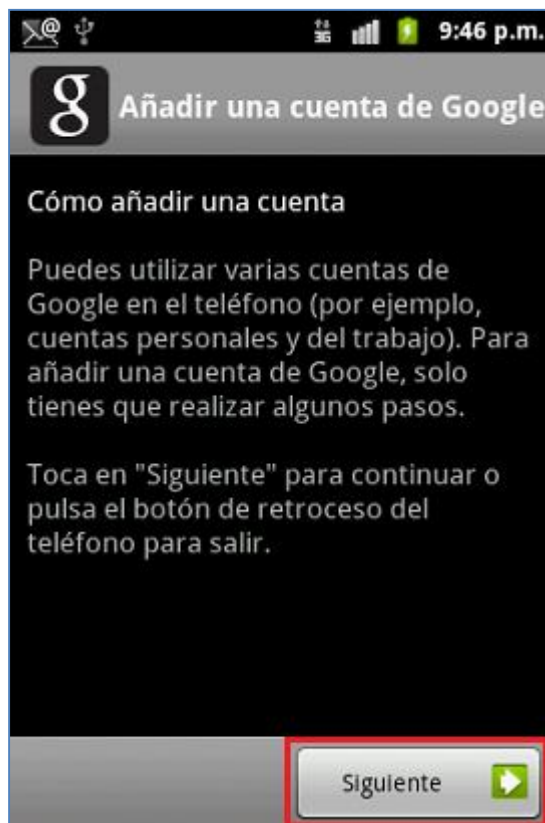 3G 9:46 p.m.
g Añadir una cuenta de Google
Cómo añadir una cuenta
Puedes utilizar varias cuentas de
Google en el teléfono (por ejemplo,
cuentas personales y del trabajo). Para
añadir una cuenta de Google, solo
tienes que realizar algunos pasos.
Toca en "Siguiente" para continuar o
pulsa el botón de retroceso del
teléfono para salir.
Siguiente